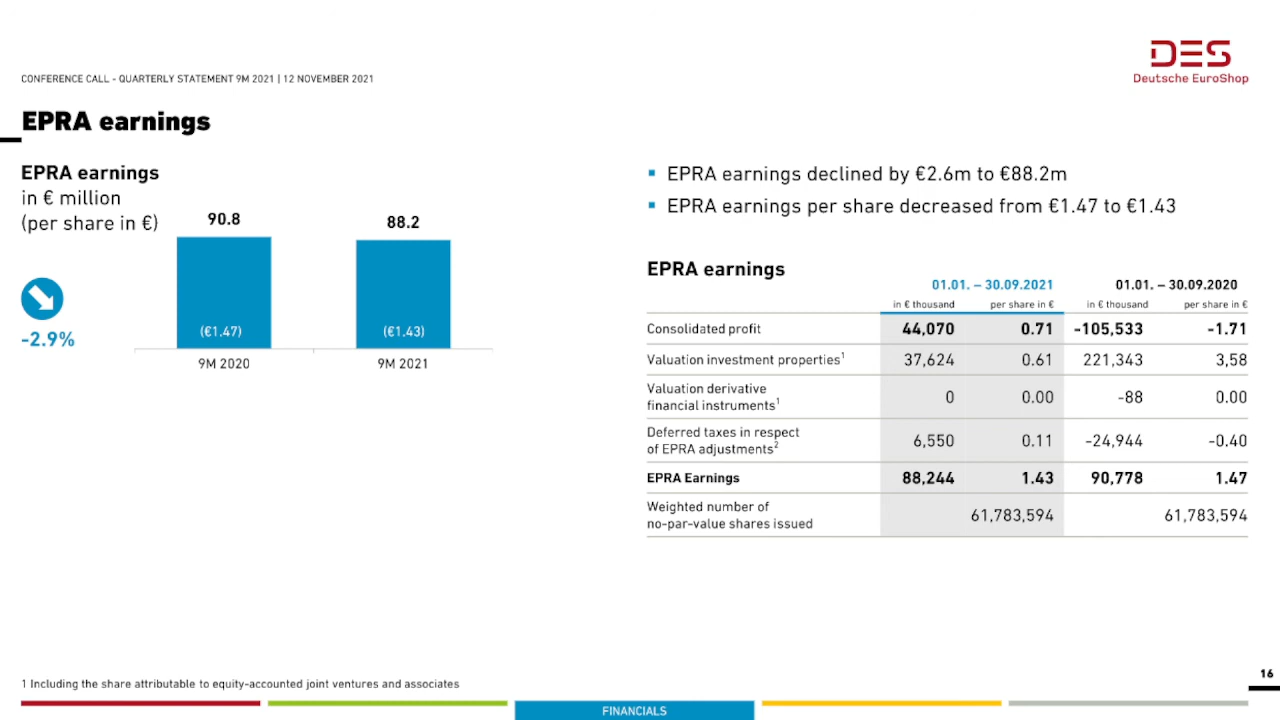 DES
Deutsche EuroShop
CONFERENCE CALL - QUARTERLY STATEMENT 9M 2021 | 12 NOVEMBER 2021
EPRA earnings
EPRA earnings
in € million
(per share in €)
90.8
88.2
-2.9%
(€1.47)
(€1.43)
9M 2020
9M 2021
▪ EPRA earnings declined by €2.6m to €88.2m
▪ EPRA earnings per share decreased from €1.47 to €1.43
EPRA earnings
01.01. – 30.09.2021 01.01. – 30.09.2020
in € thousand per share in € in € thousand per share in €
Consolidated profit 44,070 0.71 -105,533 -1.71
Valuation investment properties1 37,624 0.61 221,343 3,58
Valuation derivative
financial instruments1 0 0.00 -88 0.00
Deferred taxes in respect
of EPRA adjustments2 6,550 0.11 -24,944 -0.40
EPRA Earnings 88,244 1.43 90,778 1.47
Weighted number of
no-par-value shares issued 61,783,594 61,783,594
1 Including the share attributable to equity-accounted joint ventures and associates
16
FINANCIALS